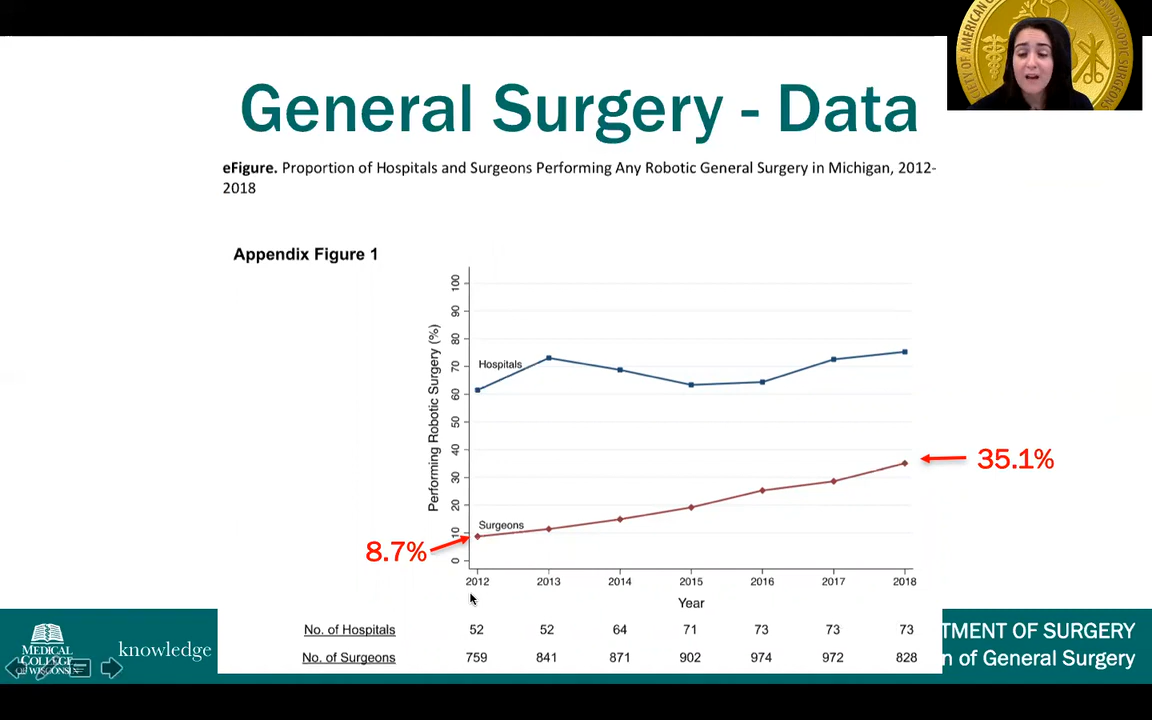 General Surgery - Data
eFigure. Proportion of Hospitals and Surgeons Performing Any Robotic General Surgery in Michigan, 2012-
2018
Appendix Figure 1
Performing Robotic Surgery (%)
100
90
80
70
60
50
40
30
20
10
0
Hospitals
Surgeons
35.1%
8.7%
2012 2013 2014 2015 2016 2017 2018
Year
No. of Hospitals 52 52 64 71 73 73 73
No. of Surgeons 759 841 871 902 974 972 828
MEDICAL
COLLEGE
OF WISCONSIN
knowledge
TMENT OF SURGERY
n of General Surgery
OF AMERICAN
ENDOSCOPIC SURGEONS